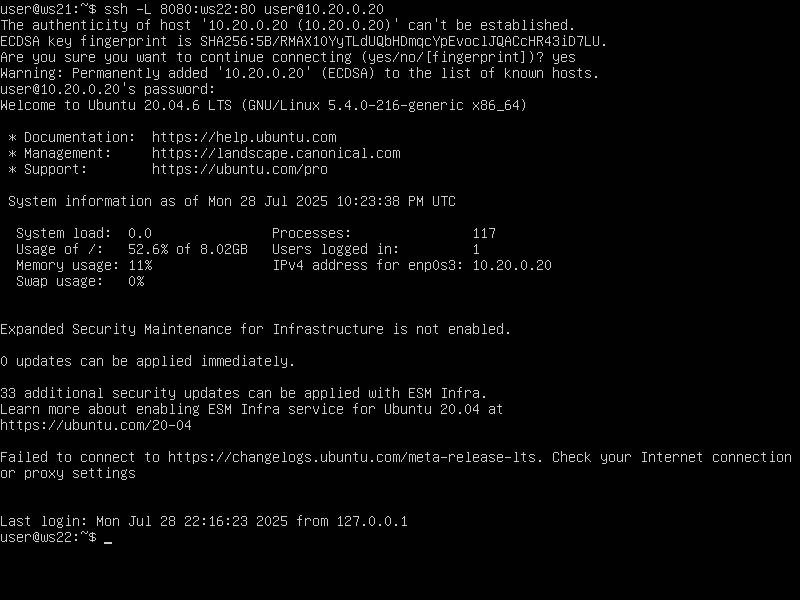 user@ws21:~$ ssh -L 8080:ws22:80 user@10.20.0.20
The authenticity of host '10.20.0.20 (10.20.0.20)' can't be established.
ECDSA key fingerprint is SHA256:5B/RMAX1OYyTLdUQbHDmqcYpEvoclJQACcHR43iD7LU.
Are you sure you want to continue connecting (yes/no/[fingerprint])? yes
Warning: Permanently added '10.20.0.20' (ECDSA) to the list of known hosts.
user@10.20.0.20's password:
Welcome to Ubuntu 20.04.6 LTS (GNU/Linux 5.4.0-216-generic x86_64)

 * Documentation:  https://help.ubuntu.com
 * Management:     https://landscape.canonical.com
 * Support:        https://ubuntu.com/pro

 System information as of Mon 28 Jul 2025 10:23:38 PM UTC

  System load:  0.0               Processes:               117
  Usage of /:   52.6% of 8.02GB   Users logged in:         1
  Memory usage: 11%               IPv4 address for enp0s3: 10.20.0.20
  Swap usage:   0%

Expanded Security Maintenance for Infrastructure is not enabled.

0 updates can be applied immediately.

33 additional security updates can be applied with ESM Infra.
Learn more about enabling ESM Infra service for Ubuntu 20.04 at
https://ubuntu.com/20-04

Failed to connect to https://changelogs.ubuntu.com/meta-release-lts. Check your Internet connection
or proxy settings

Last login: Mon Jul 28 22:16:23 2025 from 127.0.0.1
user@ws22:~$ _